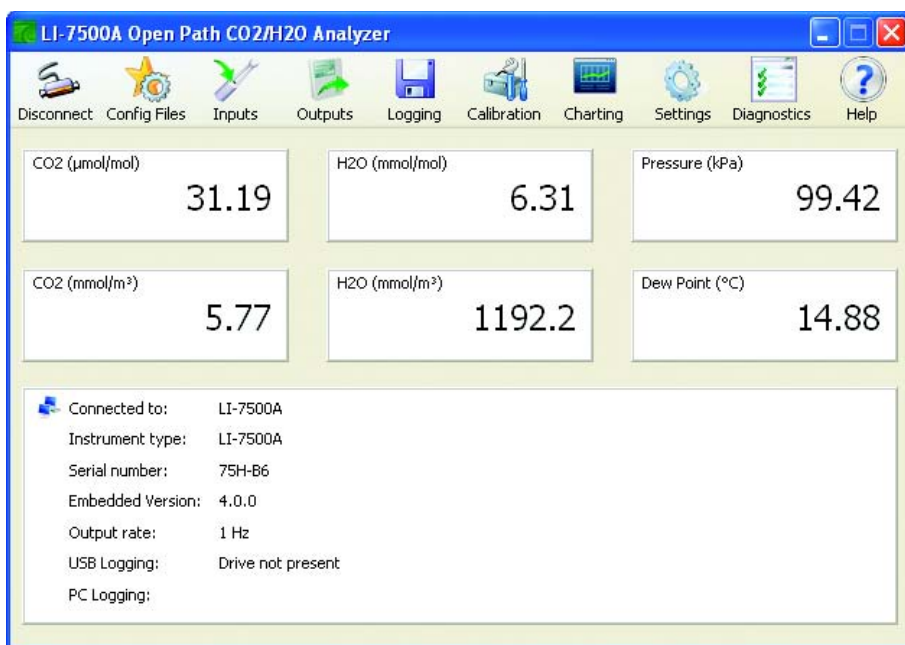 LI-7500A Open Path CO2/H2O Analyzer
Disconnect Config Files Inputs Outputs Logging Calibration Charting Settings Diagnostics Help
CO2 (µmol/mol) H2O (mmol/mol) Pressure (kPa)
31.19 6.31 99.42
CO2 (mmol/m³) H2O (mmol/m³) Dew Point (°C)
5.77 1192.2 14.88
Connected to: LI-7500A
Instrument type: LI-7500A
Serial number: 75H-B6
Embedded Version: 4.0.0
Output rate: 1 Hz
USB Logging: Drive not present
PC Logging: